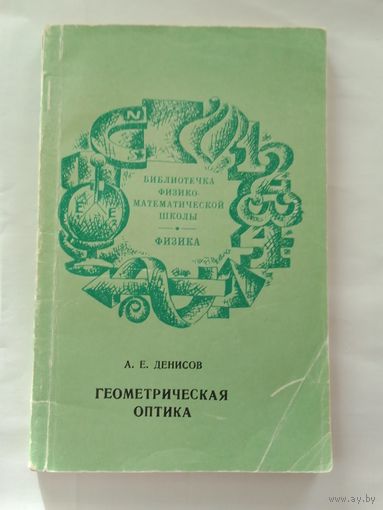 БИБЛИОТЕЧКА
ФИЗИКО-
МАТЕМАТИЧЕСКОЙ
ШКОЛЫ
ФИЗИКА
А. Е. ДЕНИСОВ
ГЕОМЕТРИЧЕСКАЯ
ОПТИКА
www.ay.by